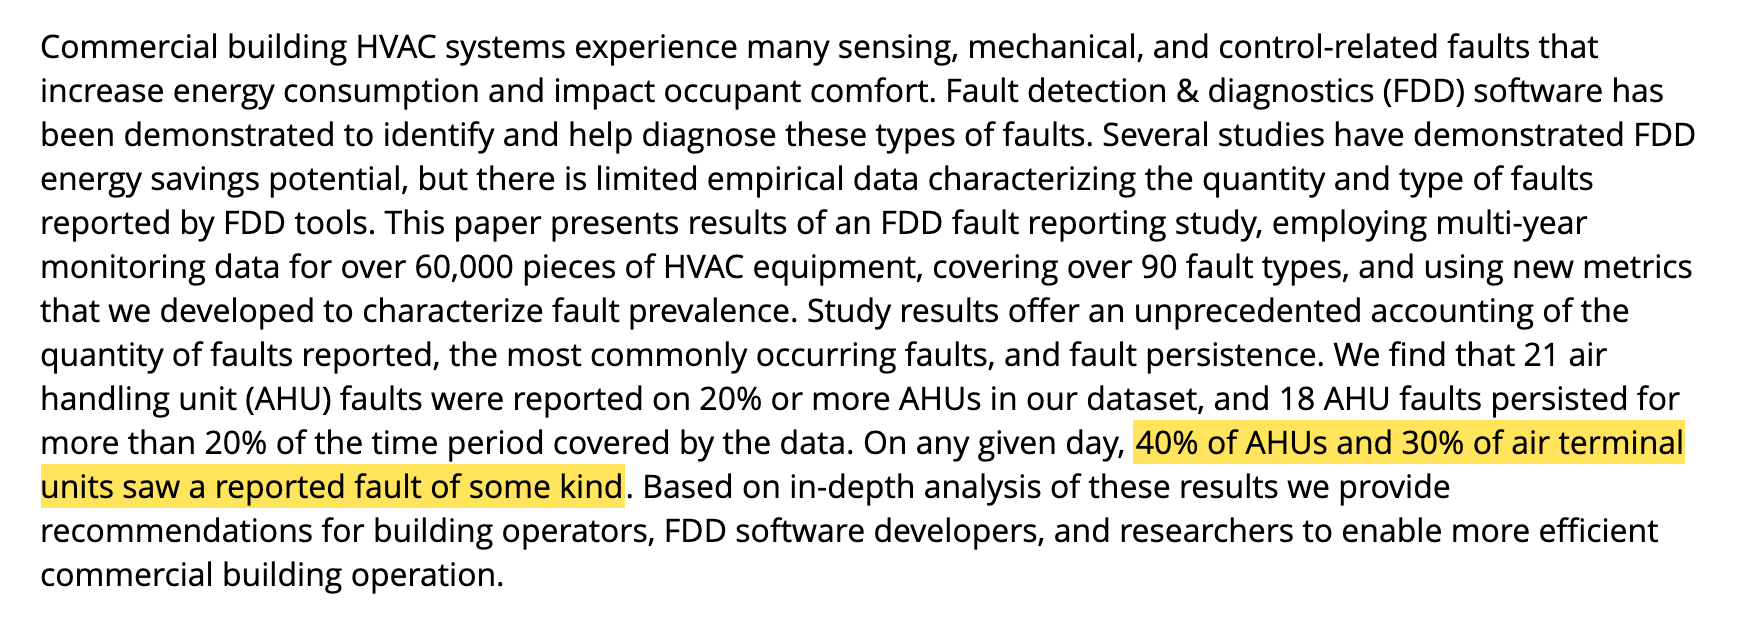 Commercial building HVAC systems experience many sensing, mechanical, and control-related faults that
increase energy consumption and impact occupant comfort. Fault detection & diagnostics (FDD) software has
been demonstrated to identify and help diagnose these types of faults. Several studies have demonstrated FDD
energy savings potential, but there is limited empirical data characterizing the quantity and type of faults
reported by FDD tools. This paper presents results of an FDD fault reporting study, employing multi-year
monitoring data for over 60,000 pieces of HVAC equipment, covering over 90 fault types, and using new metrics
that we developed to characterize fault prevalence. Study results offer an unprecedented accounting of the
quantity of faults reported, the most commonly occurring faults, and fault persistence. We find that 21 air
handling unit (AHU) faults were reported on 20% or more AHUs in our dataset, and 18 AHU faults persisted for
more than 20% of the time period covered by the data. On any given day, 40% of AHUs and 30% of air terminal
units saw a reported fault of some kind. Based on in-depth analysis of these results we provide
recommendations for building operators, FDD software developers, and researchers to enable more efficient
commercial building operation.